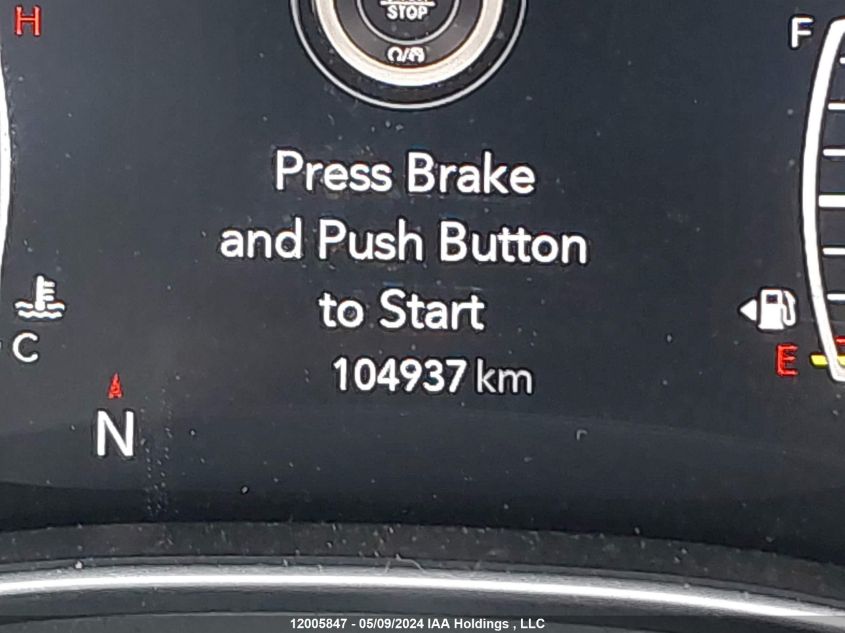 H
STOP
F
Press Brake
and Push Button
to Start
C
E
104937 km
N
12005847 - 05/09/2024 IAA Holdings , LLC